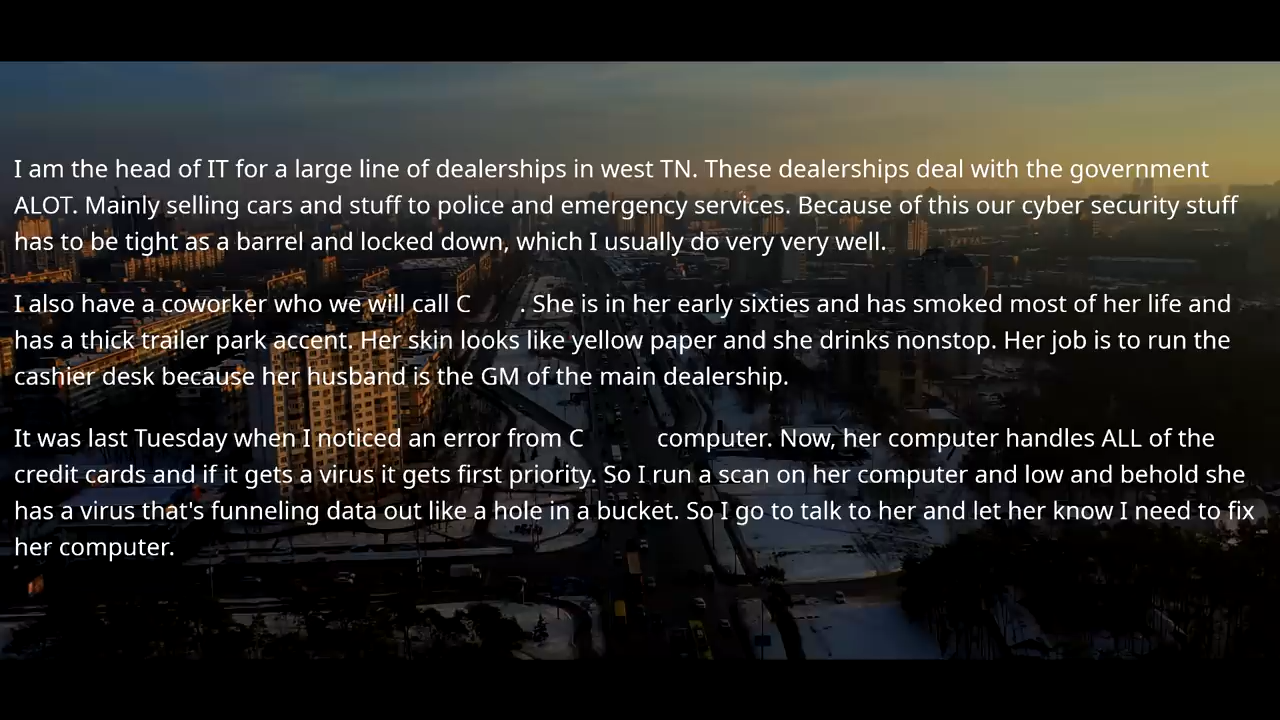 I am the head of IT for a large line of dealerships in west TN. These dealerships deal with the government
ALOT. Mainly selling cars and stuff to police and emergency services. Because of this our cyber security stuff
has to be tight as a barrel and locked down, which I usually do very very well.
I also have a coworker who we will call C . She is in her early sixties and has smoked most of her life and
has a thick trailer park accent. Her skin looks like yellow paper and she drinks nonstop. Her job is to run the
cashier desk because her husband is the GM of the main dealership.
It was last Tuesday when I noticed an error from C computer. Now, her computer handles ALL of the
credit cards and if it gets a virus it gets first priority. So I run a scan on her computer and low and behold she
has a virus that's funneling data out like a hole in a bucket. So I go to talk to her and let her know I need to fix
her computer.